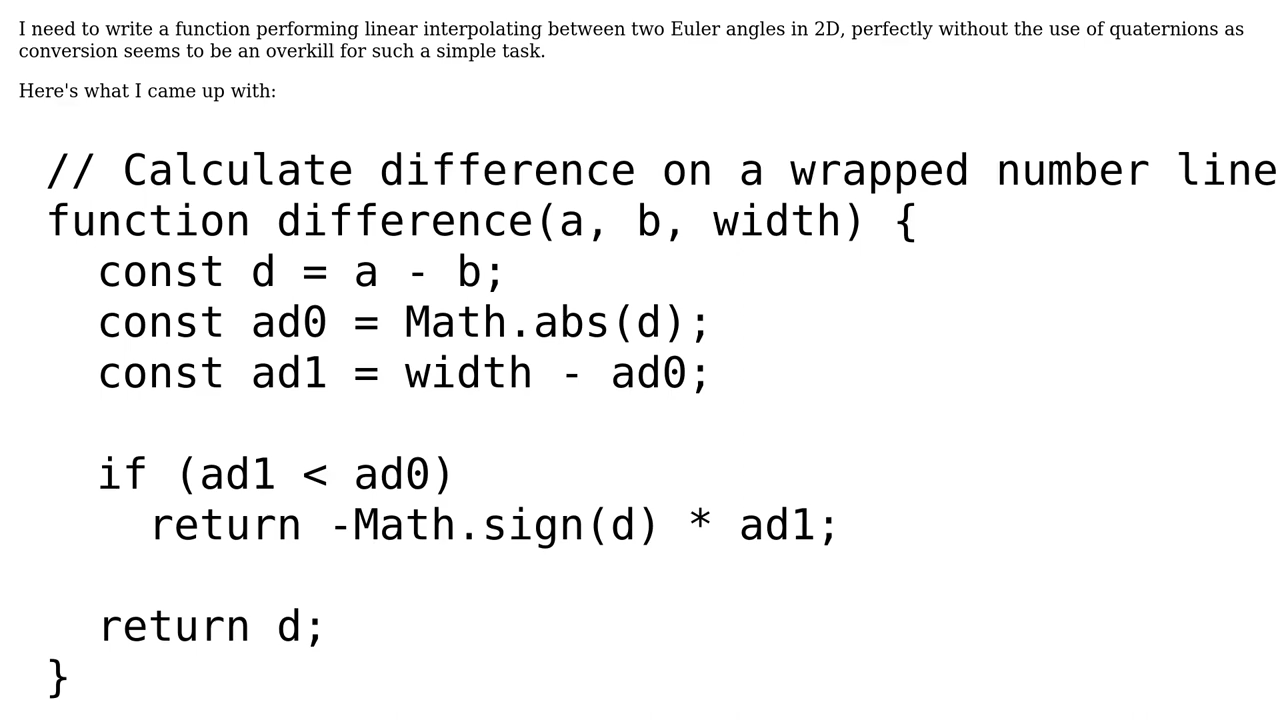 I need to write a function performing linear interpolating between two Euler angles in 2D, perfectly without the use of quaternions as
conversion seems to be an overkill for such a simple task.
Here's what I came up with:
// Calculate difference on a wrapped number line
function difference(a, b, width) {
  const d = a - b;
  const ad0 = Math.abs(d);
  const ad1 = width - ad0;
  if (ad1 < ad0)
    return -Math.sign(d) * ad1;
  return d;
}